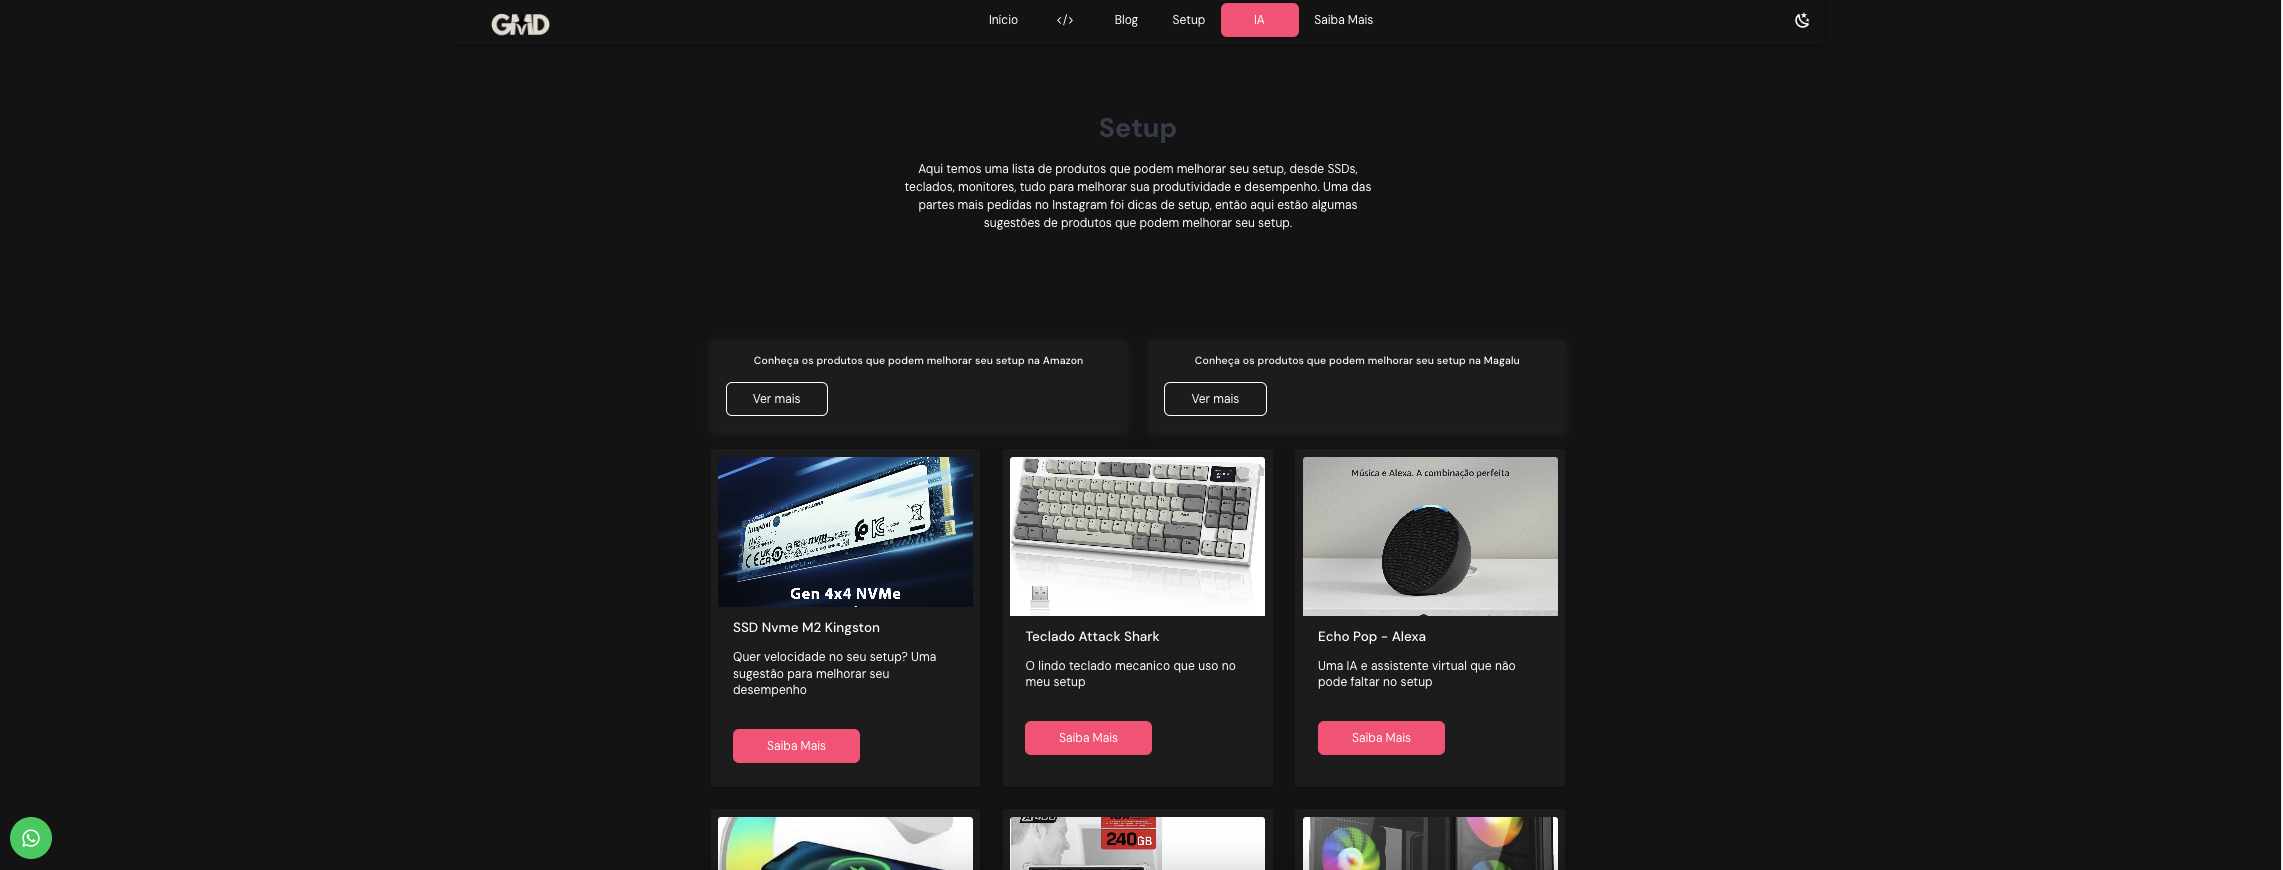 GMD
Início </> Blog Setup IA Saiba Mais
Setup
Aqui temos uma lista de produtos que podem melhorar seu setup, desde SSDs,
teclados, monitores, tudo para melhorar sua produtividade e desempenho. Uma das
partes mais pedidas no Instagram foi dicas de setup, então aqui estão algumas
sugestões de produtos que podem melhorar seu setup.
Conheça os produtos que podem melhorar seu setup na Amazon
Ver mais
Conheça os produtos que podem melhorar seu setup na Magalu
Ver mais
Kingston
Gen 4x4 NVMe
SSD Nvme M2 Kingston
Quer velocidade no seu setup? Uma
sugestão para melhorar seu
desempenho
Saiba Mais
Teclado Attack Shark
O lindo teclado mecanico que uso no
meu setup
Saiba Mais
Música e Alexa. A combinação perfeita
Echo Pop - Alexa
Uma IA e assistente virtual que não
pode faltar no setup
Saiba Mais
240GB